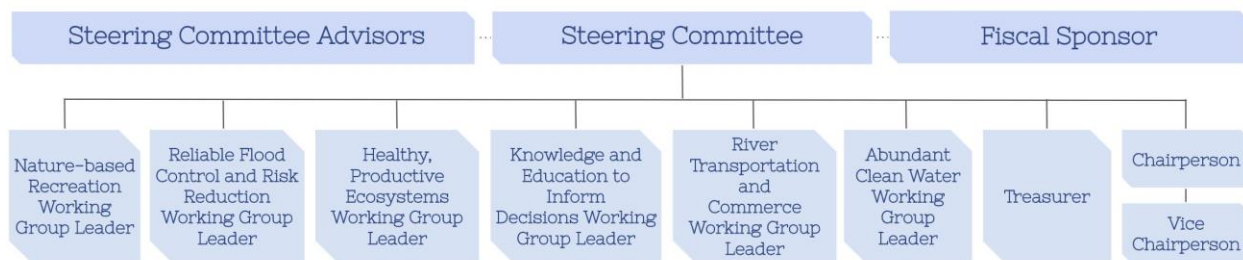 Steering Committee Advisors
Steering Committee
Fiscal Sponsor
Nature-based
Recreation
Working
Group Leader
Reliable Flood
Control and Risk
Reduction
Working Group
Leader
Healthy,
Productive
Ecosystems
Working Group
Leader
Knowledge and
Education to
Inform
Decisions Working
Group Leader
River
Transportation
and
Commerce
Working Group
Leader
Abundant
Clean Water
Working
Group
Leader
Treasurer
Chairperson
Vice
Chairperson